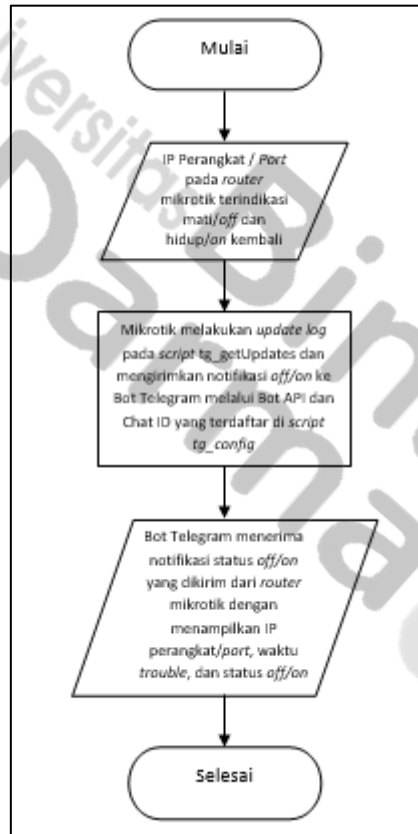 Mulai
IP Perangkat / Port
pada router
mikrotik terindikasi
mati/off dan
hidup/on kembali
Mikrotik melakukan update log
pada script tg_getUpdates dan
mengirimkan notifikasi off/on ke
Bot Telegram melalui Bot API dan
Chat ID yang terdaftar di script
tg_config
Bot Telegram menerima
notifikasi status off/on
yang dikirim dari router
mikrotik dengan
menampilkan IP
perangkat/port, waktu
trouble, dan status off/on
Selesai